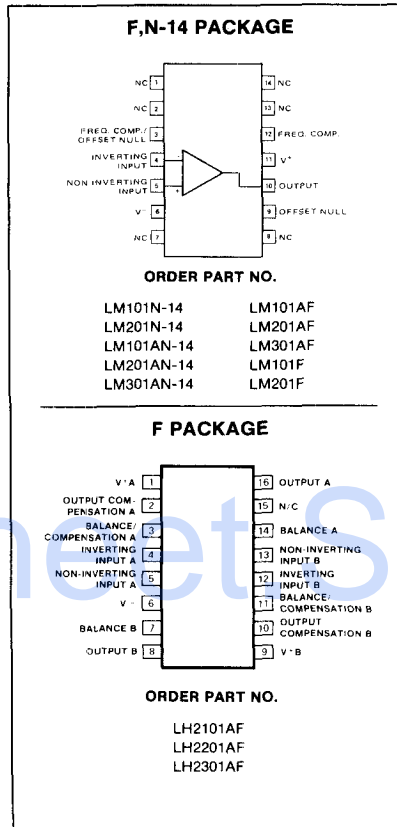 F,N-14 PACKAGE
NC 1
14 NC
NC 2
13 NC
FREQ. COMP./
OFFSET NULL 3
12 FREQ. COMP.
INVERTING
INPUT 4
-
11 V+
NON INVERTING
INPUT 5
+
10 OUTPUT
V- 6
9 OFFSET NULL
NC 7
8 NC
ORDER PART NO.
LM101N-14 LM101AF
LM201N-14 LM201AF
LM101AN-14 LM301AF
LM201AN-14 LM101F
LM301AN-14 LM201F
F PACKAGE
V+A 1
16 OUTPUT A
OUTPUT COM-
PENSATION A 2
15 N/C
BALANCE/
COMPENSATION A 3
14 BALANCE A
INVERTING
INPUT A 4
13 NON-INVERTING
INPUT B
NON-INVERTING
INPUT A 5
12 INVERTING
INPUT B
V- 6
11 BALANCE/
COMPENSATION B
BALANCE B 7
10 OUTPUT
COMPENSATION B
OUTPUT B 8
9 V+B
ORDER PART NO.
LH2101AF
LH2201AF
LH2301AF
eet.S